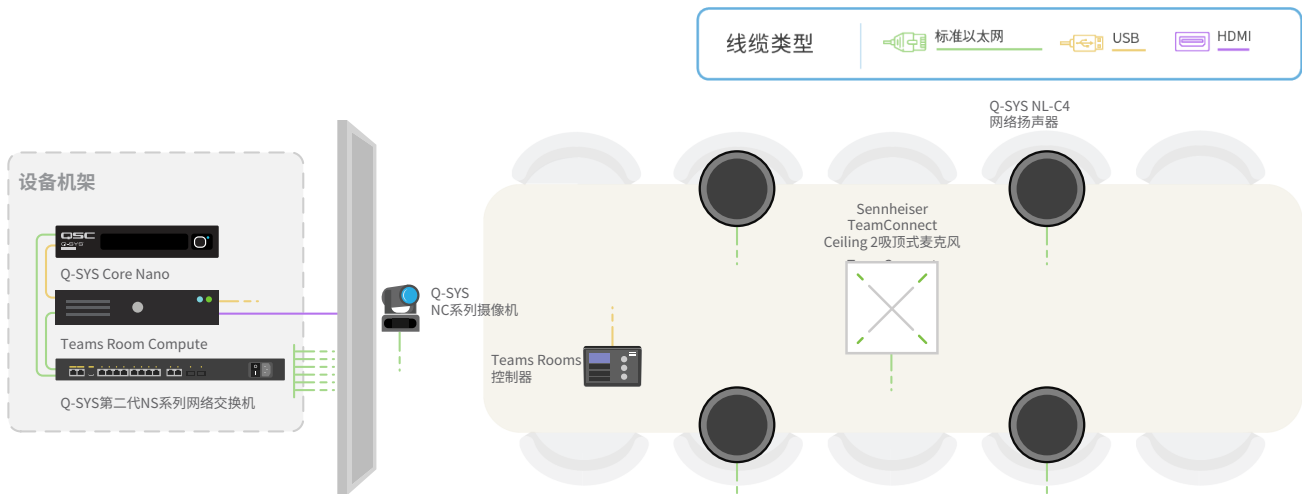 线缆类型
标准以太网
USB
HDMI
Q-SYS NL-C4
网络扬声器
设备机架
QSC
Q-SYS
Q-SYS Core Nano
Teams Room Compute
Q-SYS第二代NS系列网络交换机
Q-SYS
NC系列摄像机
Teams Rooms
控制器
Sennheiser
TeamConnect
Ceiling 2吸顶式麦克风